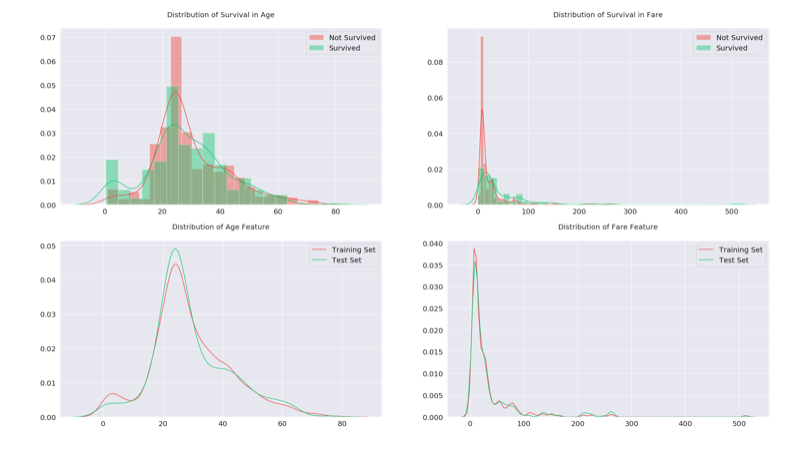 Distribution of Survival in Age
Not Survived
Survived
0.07
0.06
0.05
0.04
0.03
0.02
0.01
0.00
0 20 40 60 80
Distribution of Survival in Fare
Not Survived
Survived
0.08
0.06
0.04
0.02
0.00
0 100 200 300 400 500
Distribution of Age Feature
Training Set
Test Set
0.05
0.04
0.03
0.02
0.01
0.00
0 20 40 60 80
Distribution of Fare Feature
Training Set
Test Set
0.040
0.035
0.030
0.025
0.020
0.015
0.010
0.005
0.000
0 100 200 300 400 500